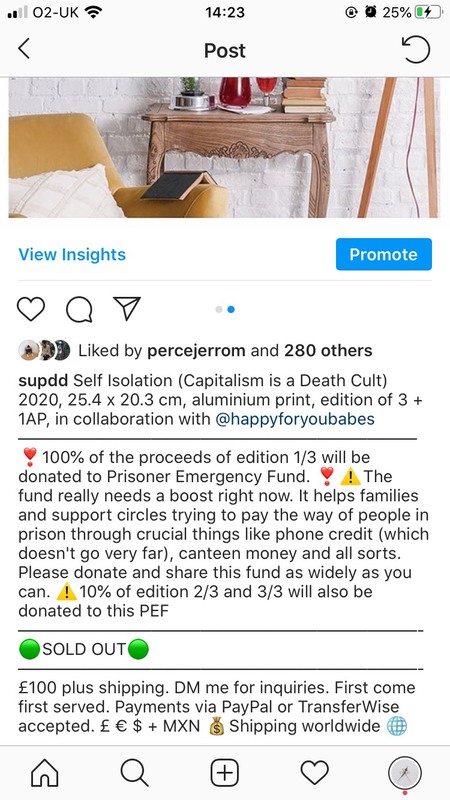 O2-UK 14:23 25%
Post
View Insights Promote
Liked by percejerrom and 280 others
supdd Self Isolation (Capitalism is a Death Cult)
2020, 25.4 x 20.3 cm, aluminium print, edition of 3 +
1AP, in collaboration with @happyforyoubabes
❣️100% of the proceeds of edition 1/3 will be
donated to Prisoner Emergency Fund. ❣️⚠️The
fund really needs a boost right now. It helps families
and support circles trying to pay the way of people in
prison through crucial things like phone credit (which
doesn't go very far), canteen money and all sorts.
Please donate and share this fund as widely as you
can. ⚠️10% of edition 2/3 and 3/3 will also be
donated to this PEF
🟢SOLD OUT🟢
£100 plus shipping. DM me for inquiries. First come
first served. Payments via PayPal or TransferWise
accepted. £ € $ + MXN 💰 Shipping worldwide 🌐